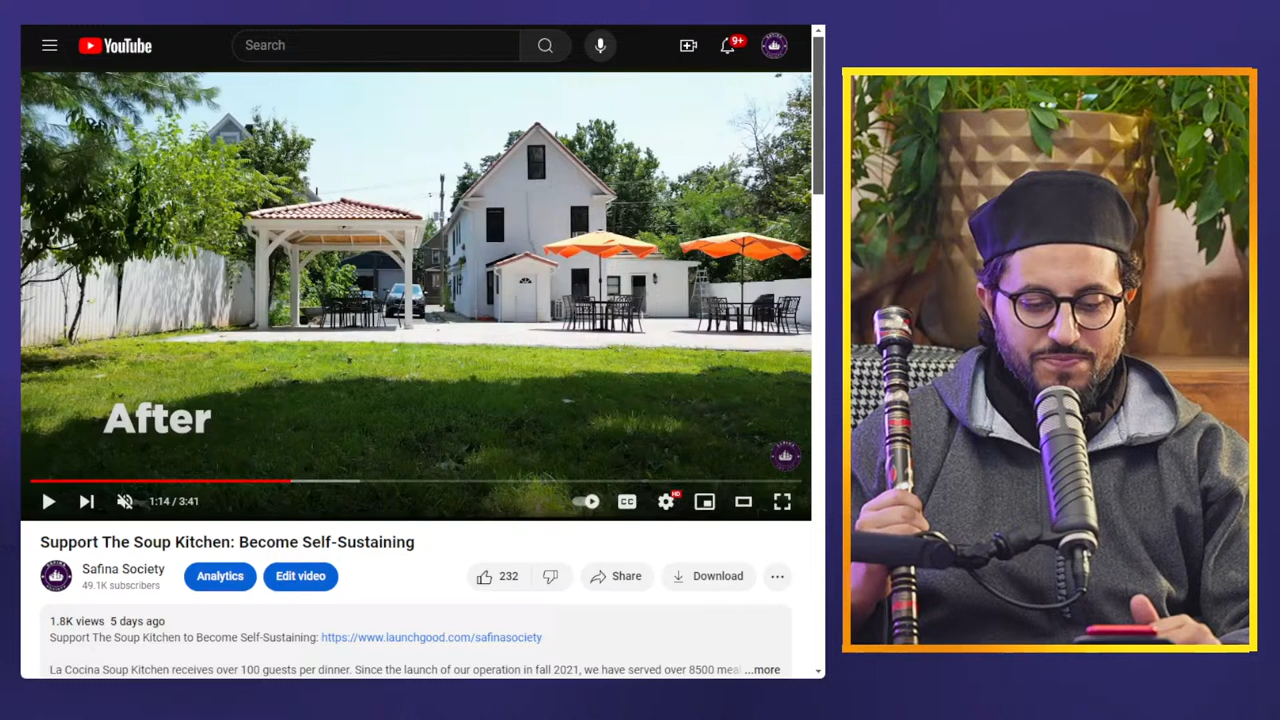 YouTube
Search
9+
After
1:14 / 3:41
CC
HD
Support The Soup Kitchen: Become Self-Sustaining
Safina Society
49.1K subscribers
Analytics
Edit video
232
Share
Download
1.8K views 5 days ago
Support The Soup Kitchen to Become Self-Sustaining: https://www.launchgood.com/safinasociety
La Cocina Soup Kitchen receives over 100 guests per dinner. Since the launch of our operation in fall 2021, we have served over 8500 mea ...more